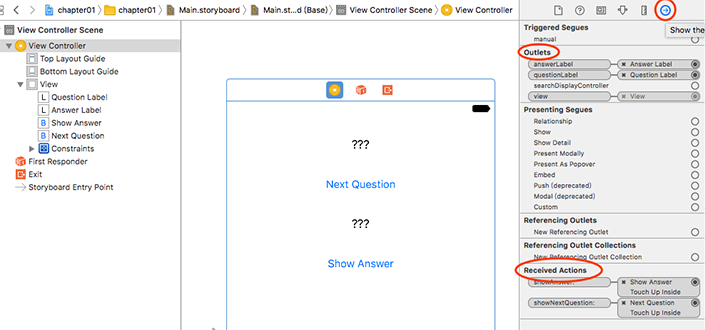 chapter01 chapter01 Main.storyboard Main.st...d (Base) View Controller Scene View Controller
View Controller Scene
View Controller
Top Layout Guide
Bottom Layout Guide
View
L Question Label
L Answer Label
B Show Answer
B Next Question
Constraints
First Responder
Exit
Storyboard Entry Point
???
Next Question
???
Show Answer
Show the
Triggered Segues
manual
Outlets
answerLabel Answer Label
questionLabel Question Label
searchDisplayController
view View
Presenting Segues
Relationship
Show
Show Detail
Present Modally
Present As Popover
Embed
Push (deprecated)
Modal (deprecated)
Custom
Referencing Outlets
New Referencing Outlet
Referencing Outlet Collections
New Referencing Outlet Collection
Received Actions
showAnswer: Show Answer
Touch Up Inside
showNextQuestion: Next Question
Touch Up Inside